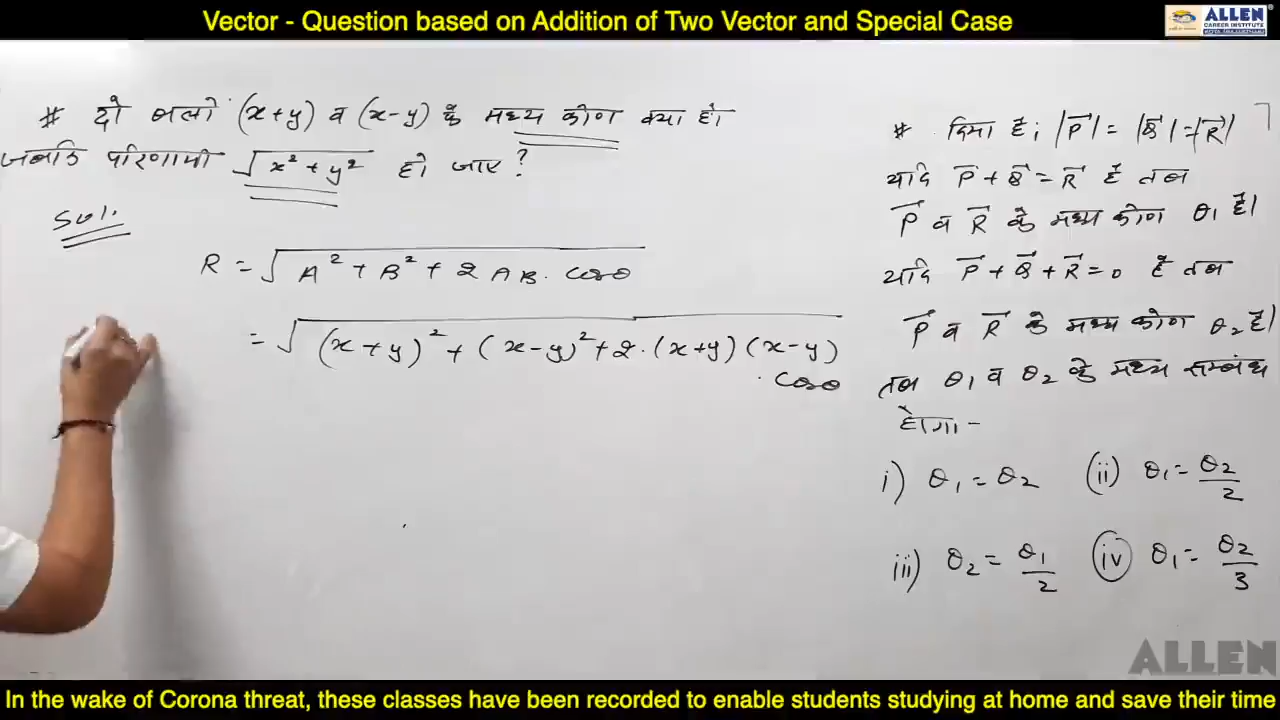 Vector - Question based on Addition of Two Vector and Special Case
ALLEN
CAREER INSTITUTE
# दो बलो (x+y) व (x-y) के मध्य कोण क्या हो
जबकि परिणामी √x² + y² हो जाए ?
Sol.
R = √A² + B² + 2 AB. cosθ
= √(x+y)² + (x-y)² + 2.(x+y)(x-y)
. cosθ
# दिया है; |P⃗| = |Q⃗| = |R⃗|
यदि P⃗ + Q⃗ = R⃗ है तब
P⃗ व R⃗ के मध्य कोण θ₁ है।
यदि P⃗ + Q⃗ + R⃗ = 0 है तब
P⃗ व R⃗ के मध्य कोण θ₂ है।
तब θ₁ व θ₂ के मध्य सम्बंध
होगा -
i) θ₁ = θ₂ (ii) θ₁ = θ₂/2
iii) θ₂ = θ₁/2 (iv) θ₁ = θ₂/3
ALLEN
In the wake of Corona threat, these classes have been recorded to enable students studying at home and save their time